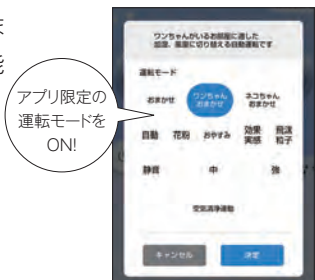 ま
能
アプリ限定の
運転モードを
ON!
ワンちゃんがいるお部屋に適した
加湿、風量に切り替える自動運転です
運転モード
おまかせ
ワンちゃん
おまかせ
ネコちゃん
おまかせ
自動 花粉 おやすみ 効果
実感 飛沫
粒子
静音 中 強
空気清浄連動
キャンセル 決定